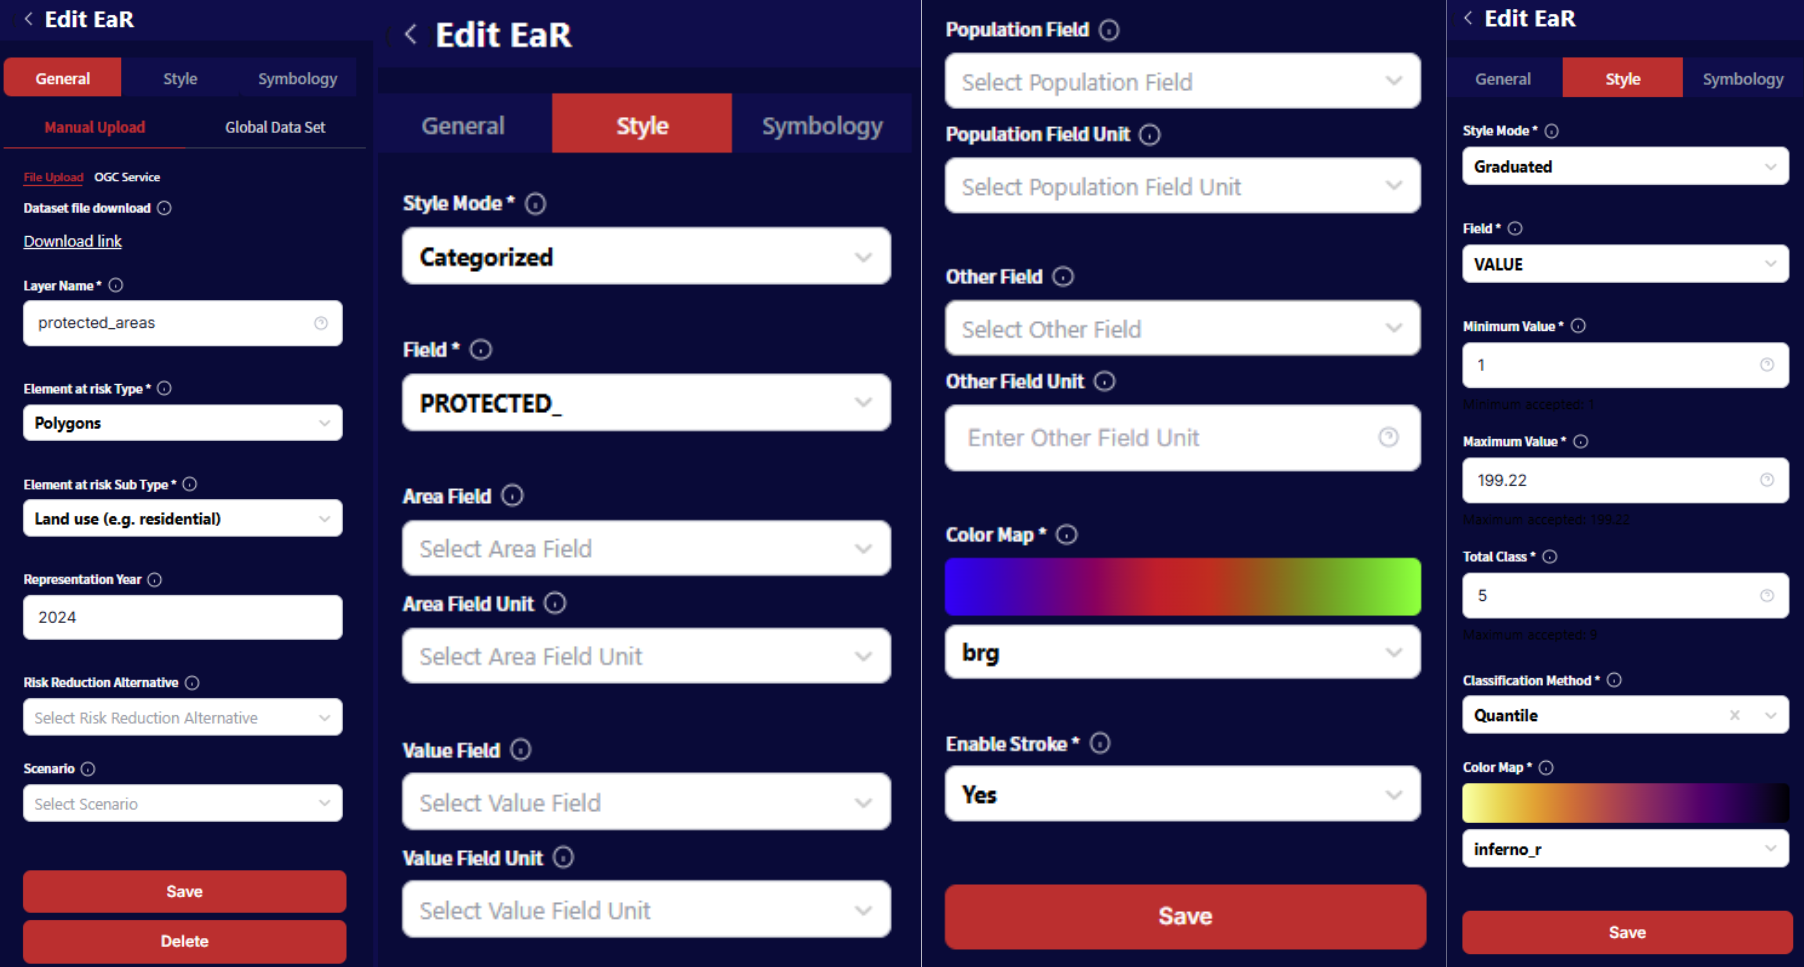 Edit EaR
General
Style
Symbology
Manual Upload
Global Data Set
File Upload
OGC Service
Dataset file download
Download link
Layer Name *
protected_areas
Element at risk Type *
Polygons
Element at risk Sub Type *
Land use (e.g. residential)
Representation Year
2024
Risk Reduction Alternative
Select Risk Reduction Alternative
Scenario
Select Scenario
Save
Delete
Edit EaR
General
Style
Symbology
Style Mode *
Categorized
Field *
PROTECTED_
Area Field
Select Area Field
Area Field Unit
Select Area Field Unit
Value Field
Select Value Field
Value Field Unit
Select Value Field Unit
Population Field
Select Population Field
Population Field Unit
Select Population Field Unit
Other Field
Select Other Field
Other Field Unit
Enter Other Field Unit
Color Map *
brg
Enable Stroke *
Yes
Save
Edit EaR
General
Style
Symbology
Style Mode *
Graduated
Field *
VALUE
Minimum Value *
1
Minimum accepted: 1
Maximum Value *
199.22
Maximum accepted: 199.22
Total Class *
5
Maximum accepted: 9
Classification Method *
Quantile
Color Map *
inferno_r
Save